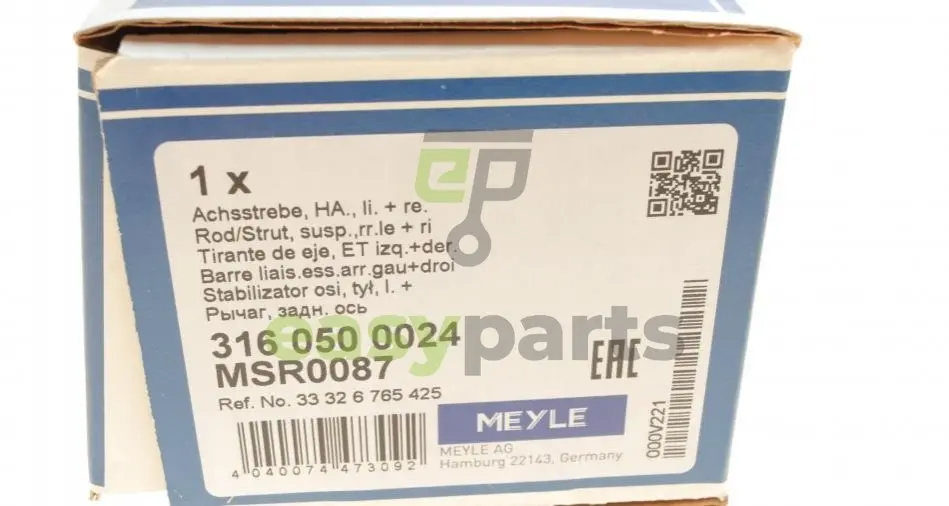 1 x
Achsstrebe, HA., li. + re.
Rod/Strut, susp.,rr.le + ri
Tirante de eje, ET izq.+der.
Barre liais.ess.arr.gau+droi
Stabilizator osi, tył, l. +
Рычаг, задн. ось
316 050 0024
MSR0087
Ref. No. 33 32 6 765 425
4 040074 473092
MEYLE
MEYLE AG
Hamburg 22143, Germany
EAC
000V221
ep
easyparts